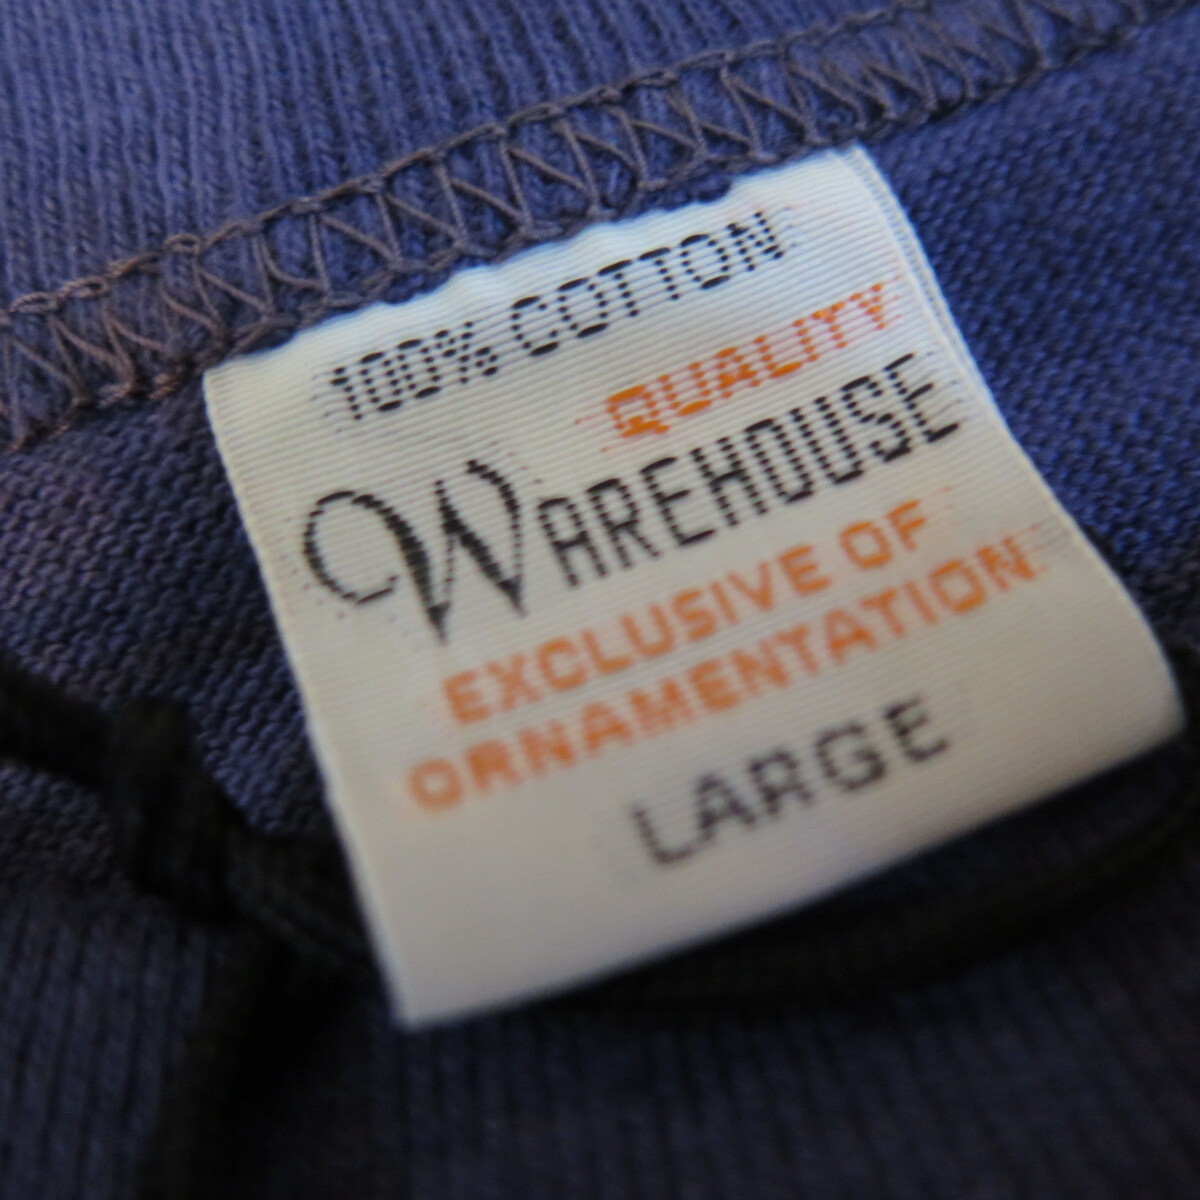 100% COTTON
QUALITY
WAREHOUSE
EXCLUSIVE OF
ORNAMENTATION
LARGE